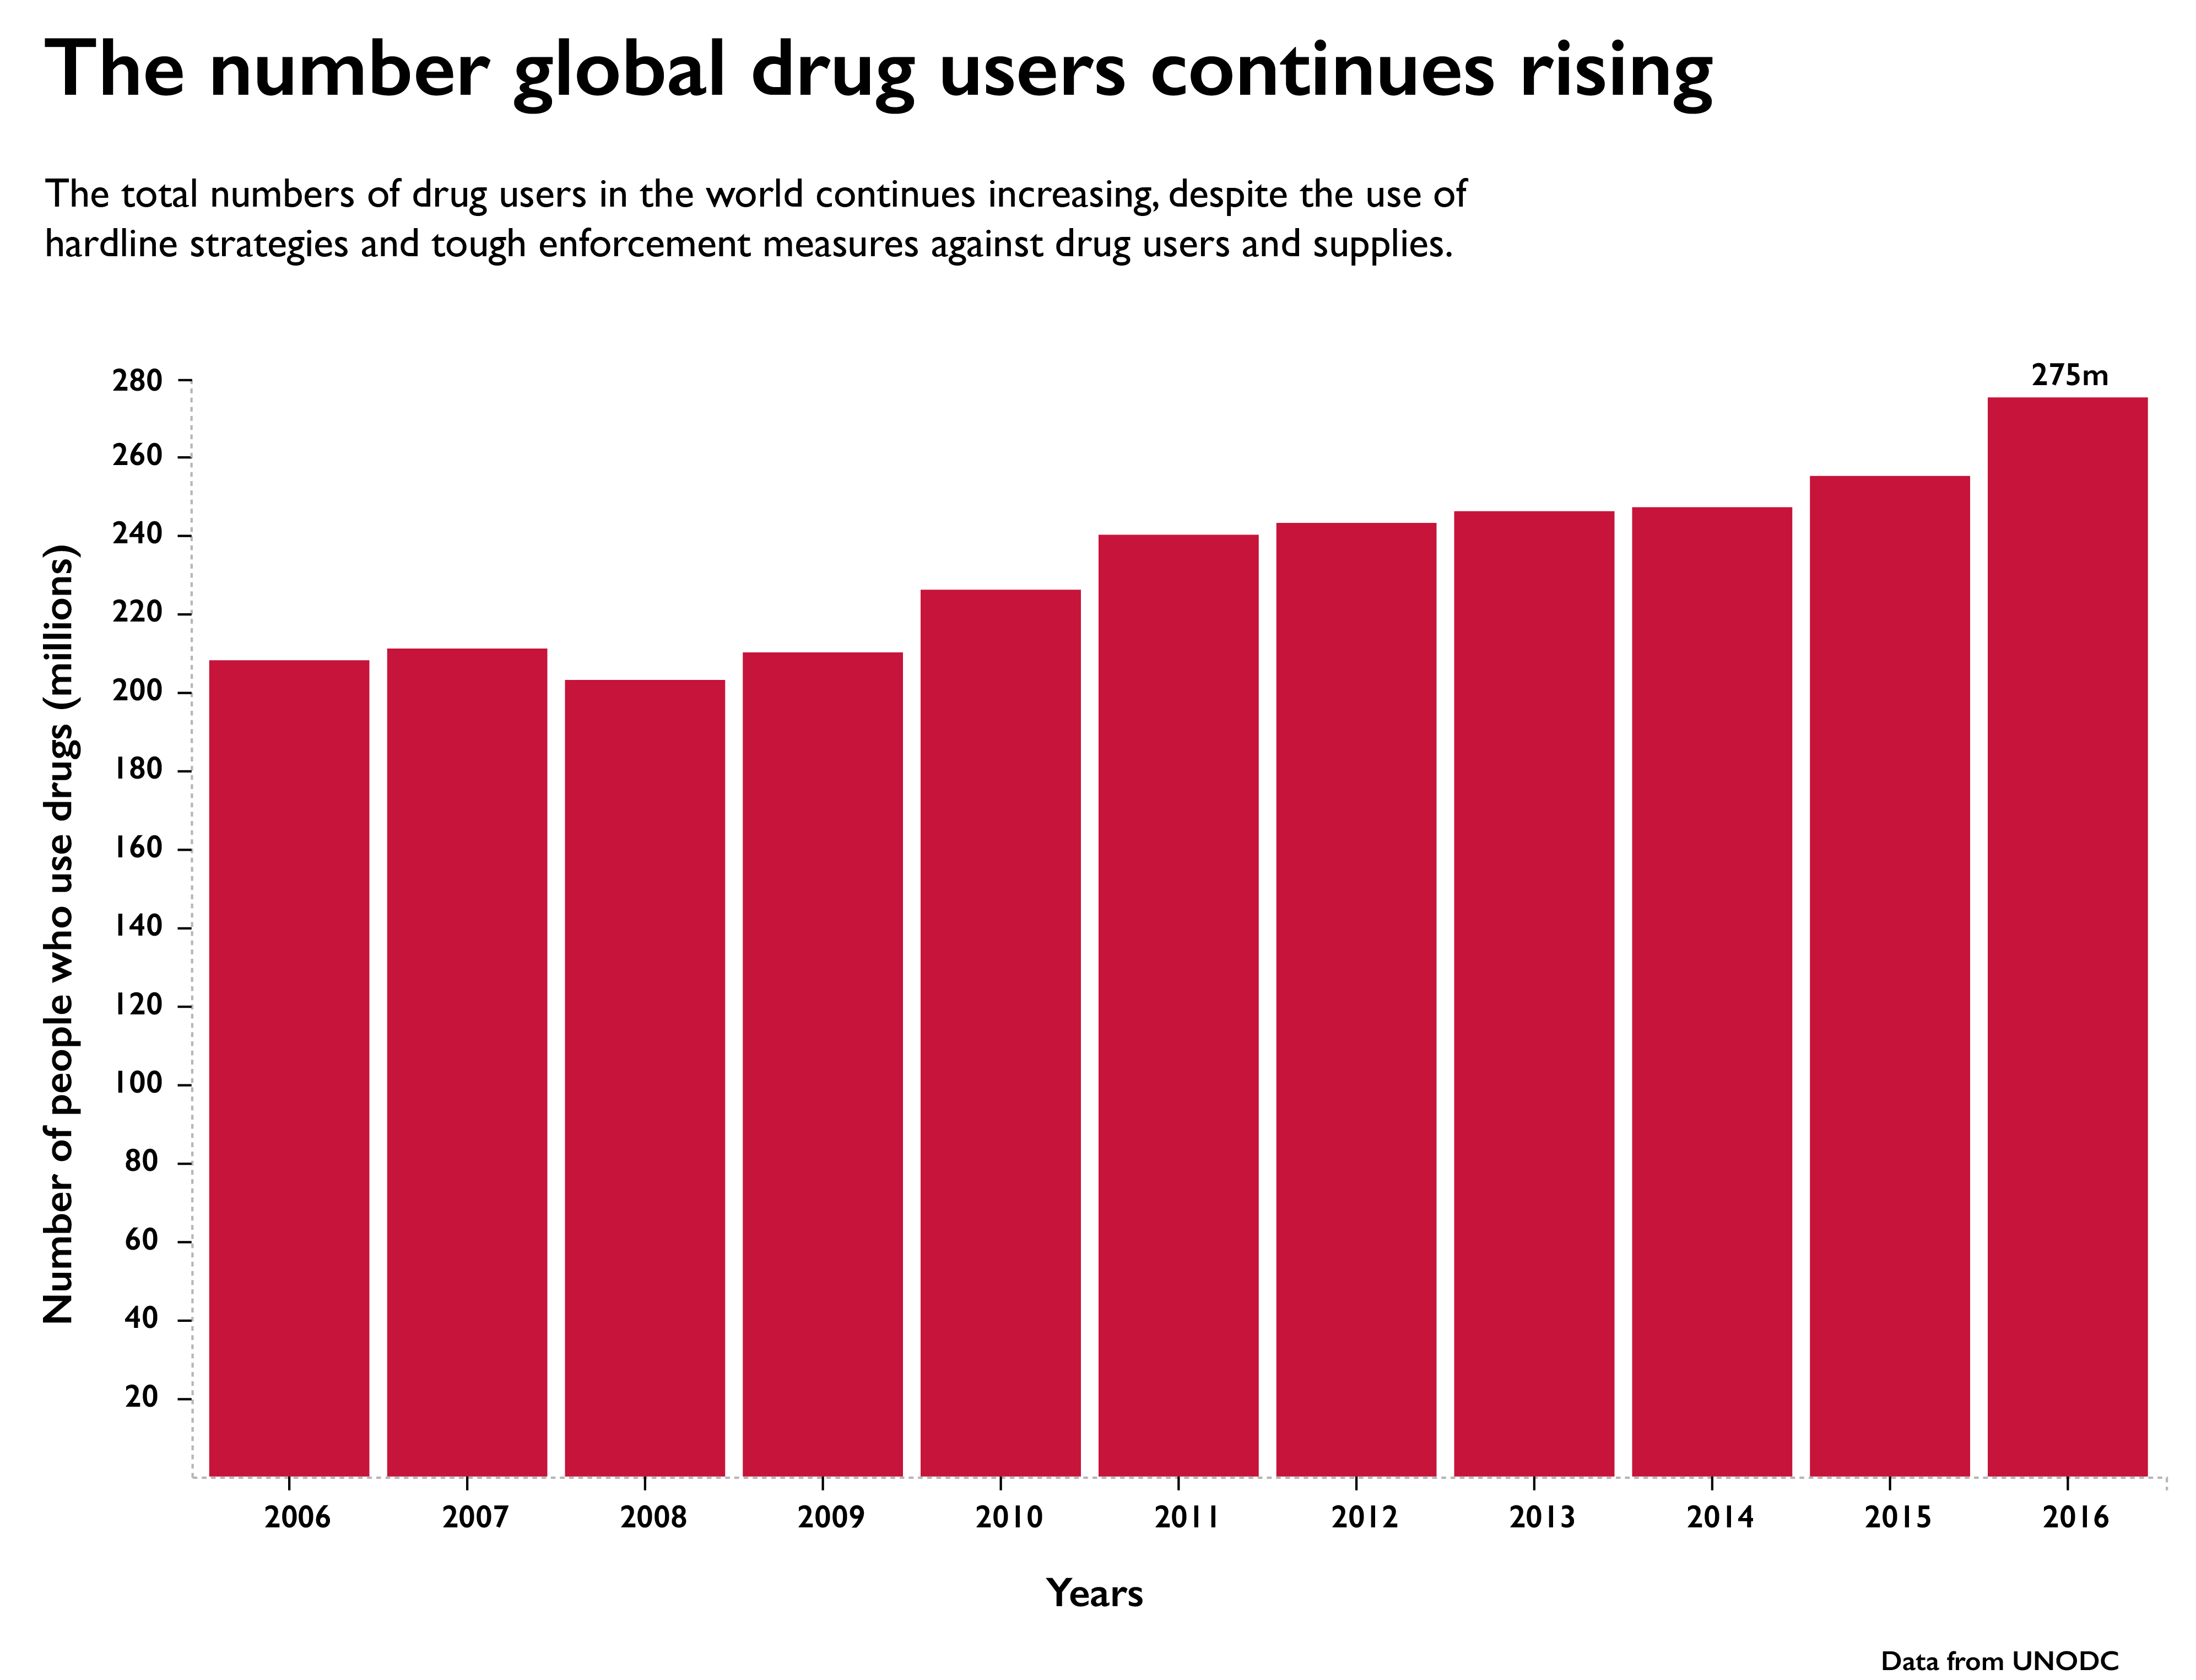 The number global drug users continues rising
The total numbers of drug users in the world continues increasing, despite the use of
hardline strategies and tough enforcement measures against drug users and supplies.
Number of people who use drugs (millions)
280
260
240
220
200
180
160
140
120
100
80
60
40
20
275m
2006 2007 2008 2009 2010 2011 2012 2013 2014 2015 2016
Years
Data from UNODC